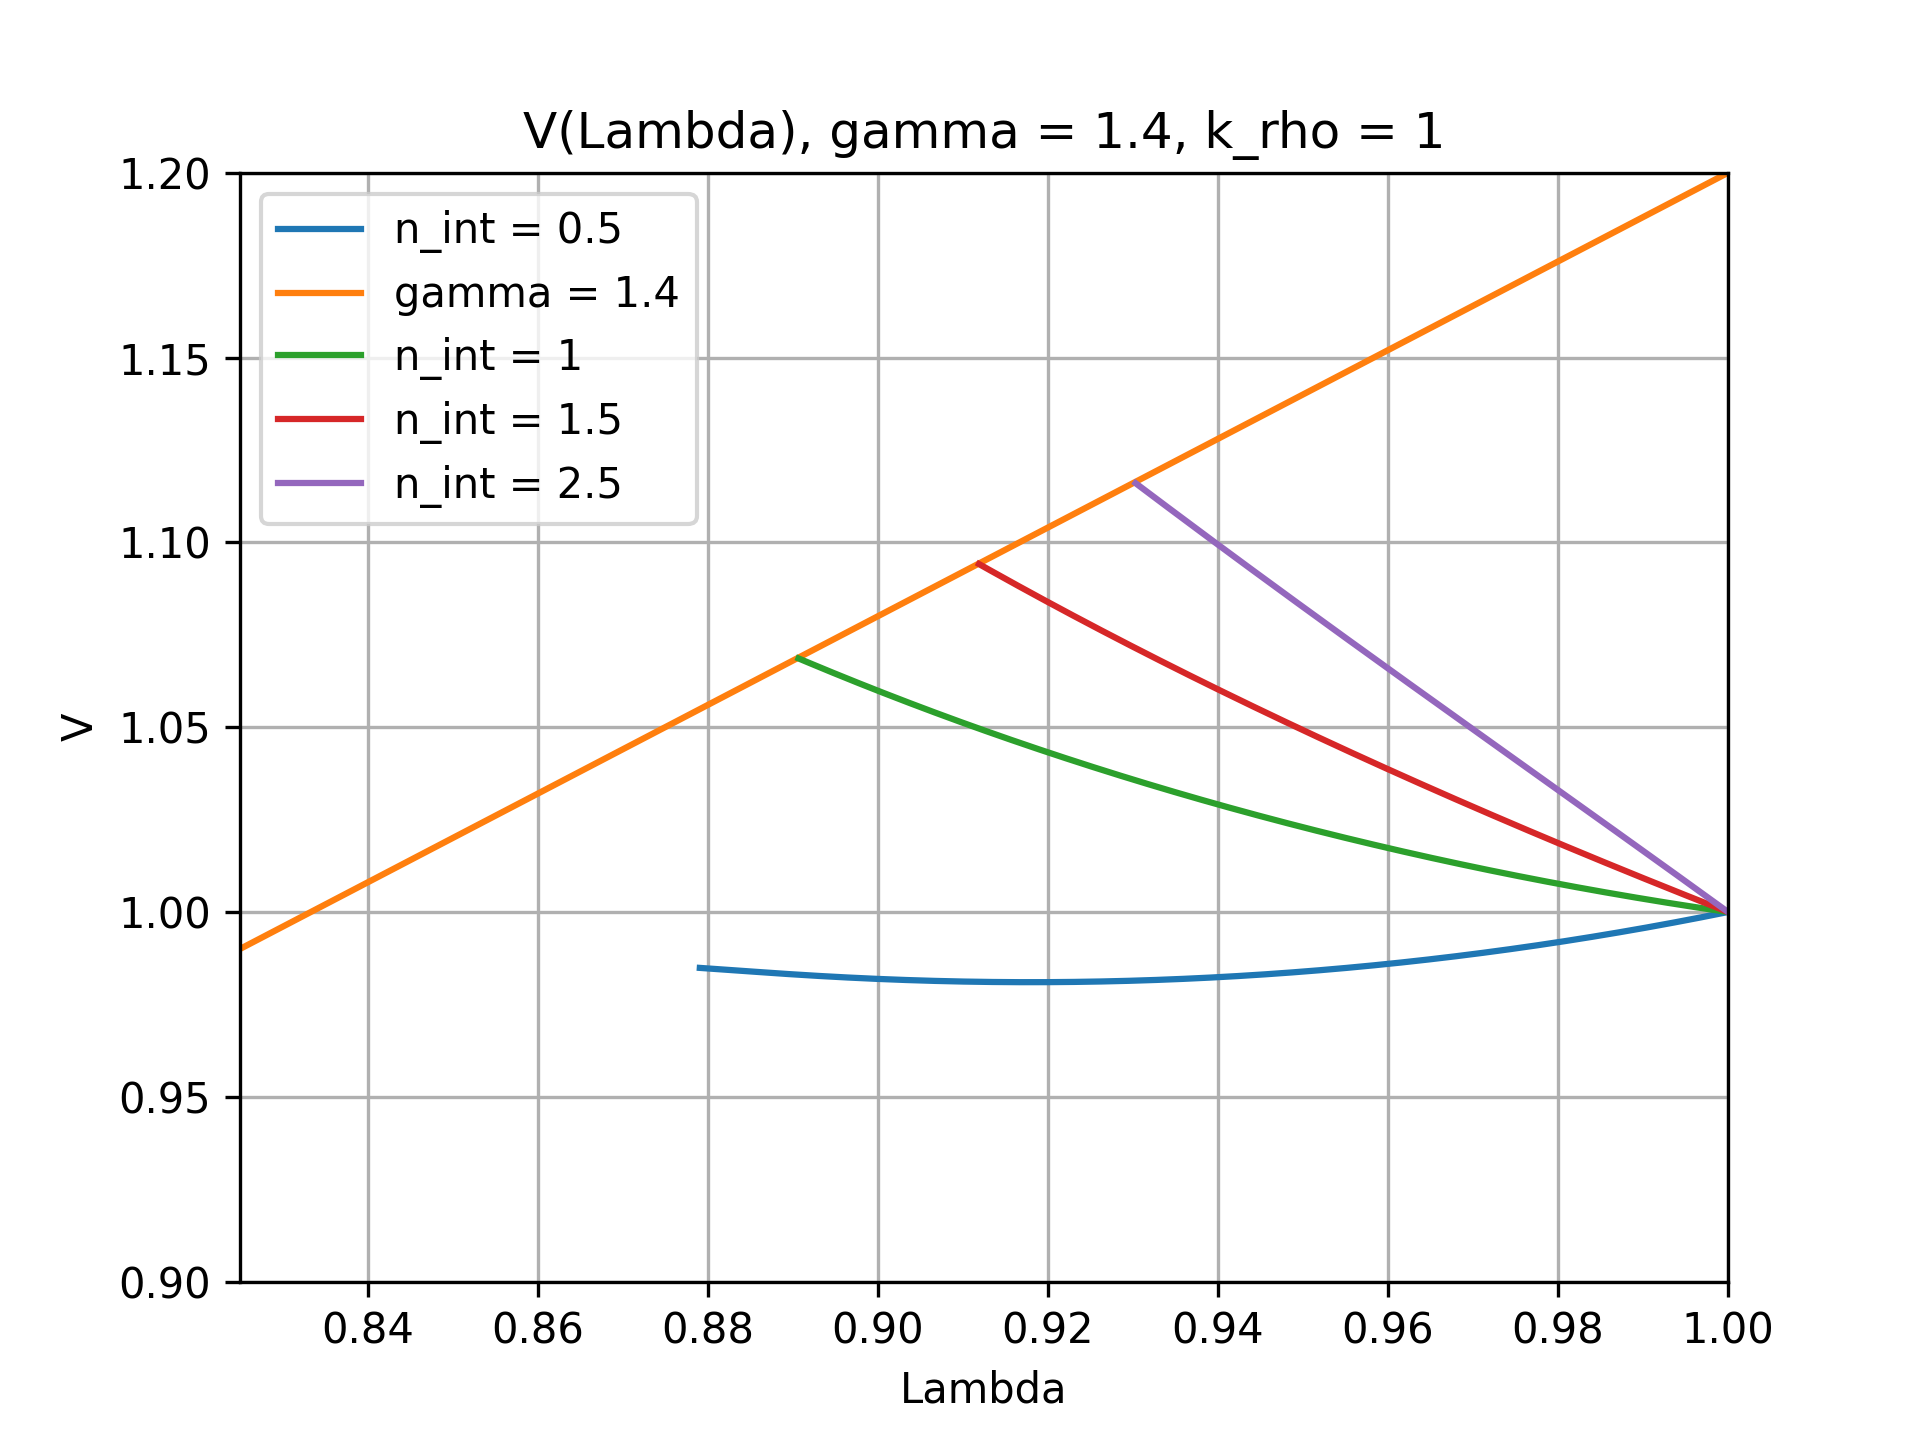 V(Lambda), gamma = 1.4, k_rho = 1
1.20
1.15
1.10
1.05
1.00
0.95
0.90
V
n_int = 0.5
gamma = 1.4
n_int = 1
n_int = 1.5
n_int = 2.5
0.84 0.86 0.88 0.90 0.92 0.94 0.96 0.98 1.00
Lambda